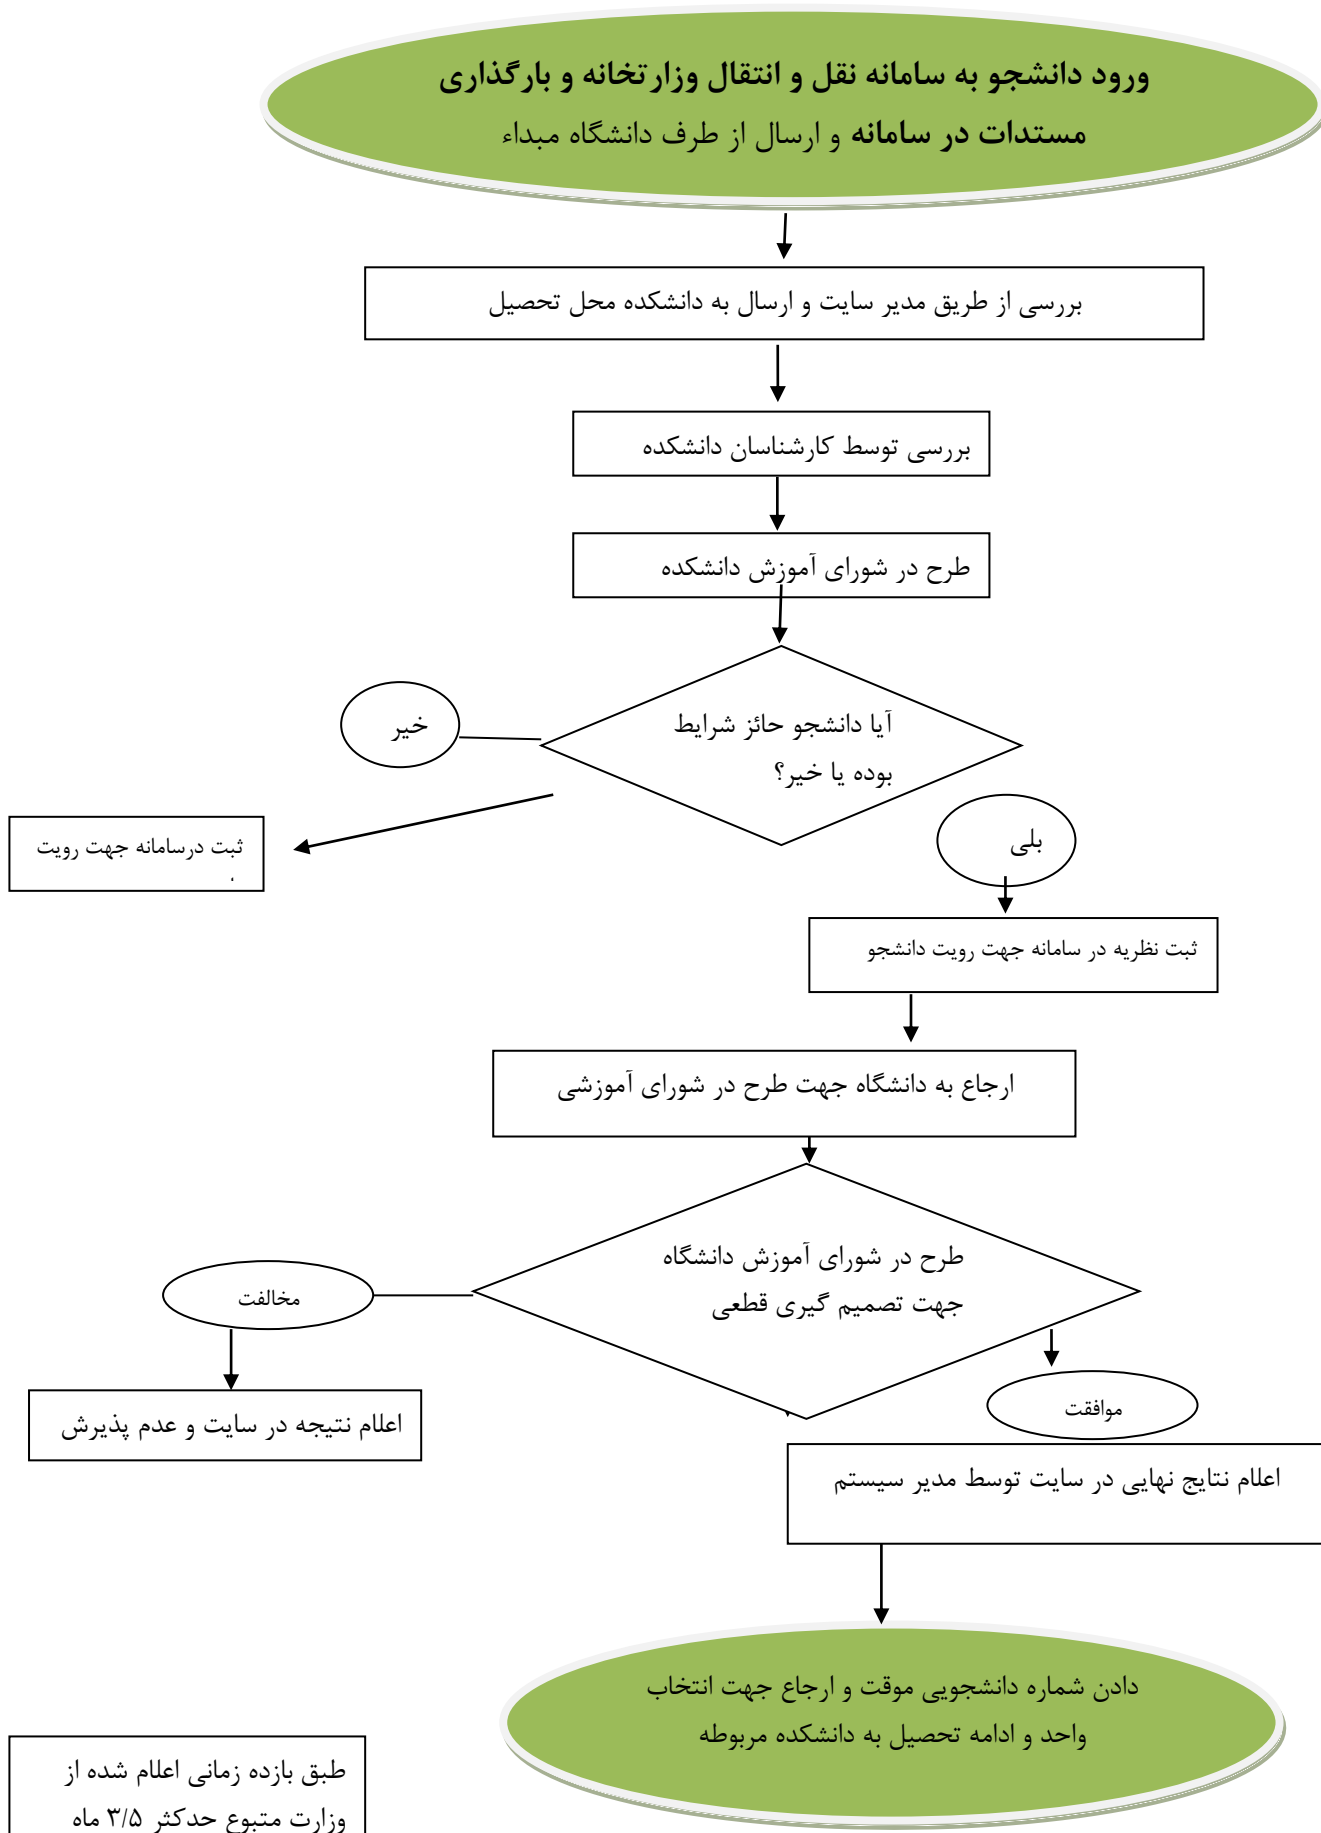 ورود دانشجو به سامانه نقل و انتقال وزارتخانه و بارگذاری
مستدات در سامانه و ارسال از طرف دانشگاه مبداء
بررسی از طریق مدیر سایت و ارسال به دانشکده محل تحصیل
بررسی توسط کارشناسان دانشکده
طرح در شورای آموزش دانشکده
خیر
آیا دانشجو حائز شرایط
بوده یا خیر؟
بلی
ثبت درسامانه جهت رویت
ثبت نظریه در سامانه جهت رویت دانشجو
ارجاع به دانشگاه جهت طرح در شورای آموزشی
طرح در شورای آموزش دانشگاه
جهت تصمیم گیری قطعی
مخالفت
موافقت
اعلام نتیجه در سایت و عدم پذیرش
اعلام نتایج نهایی در سایت توسط مدیر سیستم
دادن شماره دانشجویی موقت و ارجاع جهت انتخاب
واحد و ادامه تحصیل به دانشکده مربوطه
طبق بازده زمانی اعلام شده از
وزارت متبوع حدکثر ۳/۵ ماه